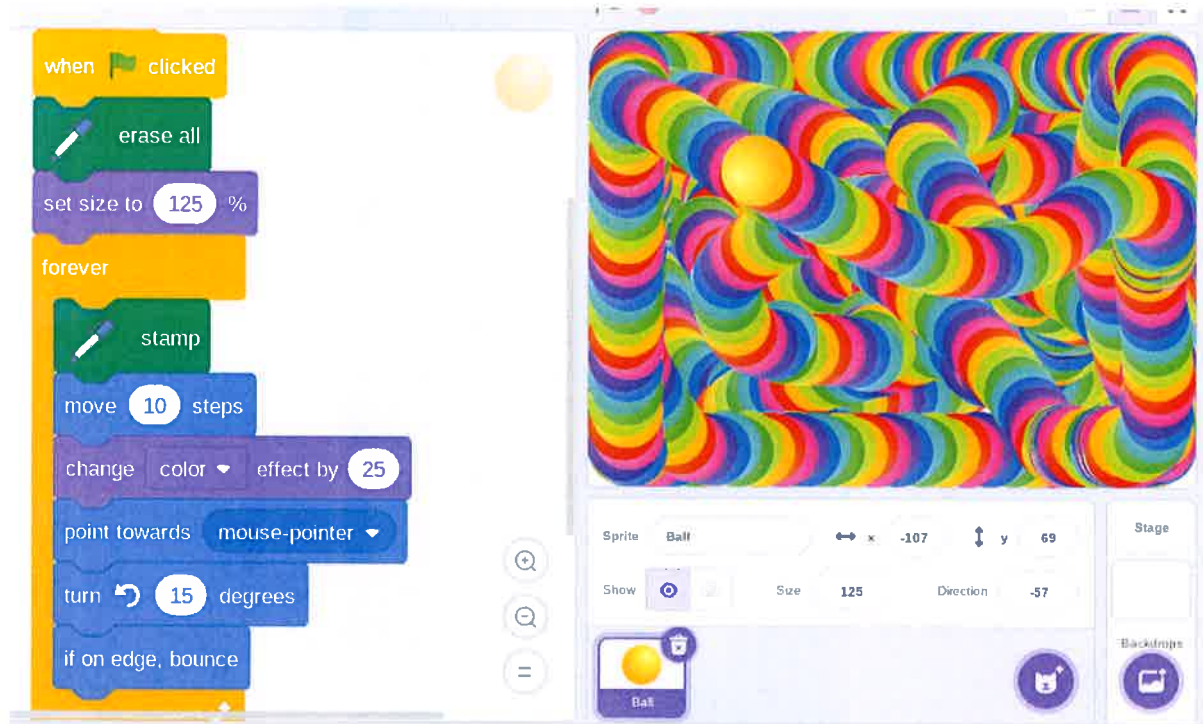 when clicked
erase all
set size to 125 %
forever
stamp
move 10 steps
change color effect by 25
point towards mouse-pointer
turn 15 degrees
if on edge, bounce
Sprite Ball x -107 y 69
Show Size 125 Direction -57
Ball
Stage
Backdrops